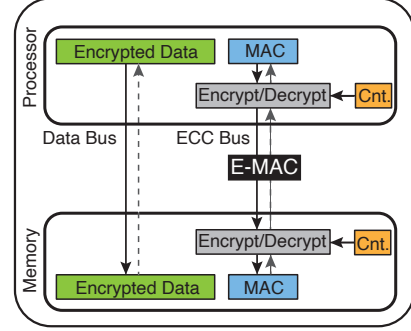 Processor
Encrypted Data
MAC
Encrypt/Decrypt
Cnt.
Data Bus
ECC Bus
E-MAC
Memory
Encrypt/Decrypt
Cnt.
Encrypted Data
MAC